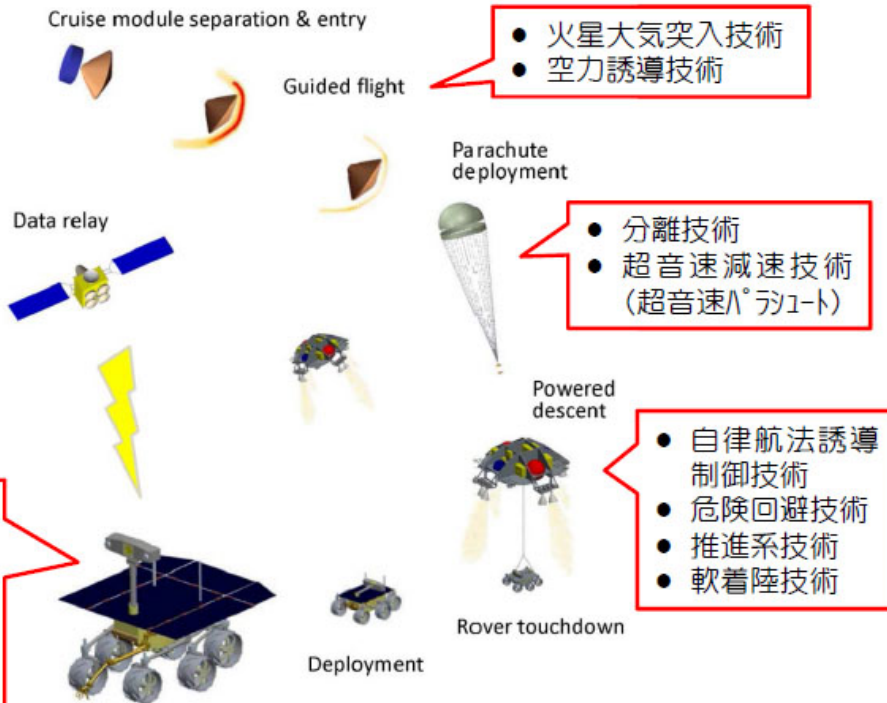 Cruise module separation & entry
Guided flight
● 火星大気突入技術
● 空力誘導技術
Parachute
deployment
● 分離技術
● 超音速減速技術
(超音速ﾊﾟﾗｼｭｰﾄ)
Data relay
Powered
descent
● 自律航法誘導
制御技術
● 危険回避技術
● 推進系技術
● 軟着陸技術
Rover touchdown
Deployment